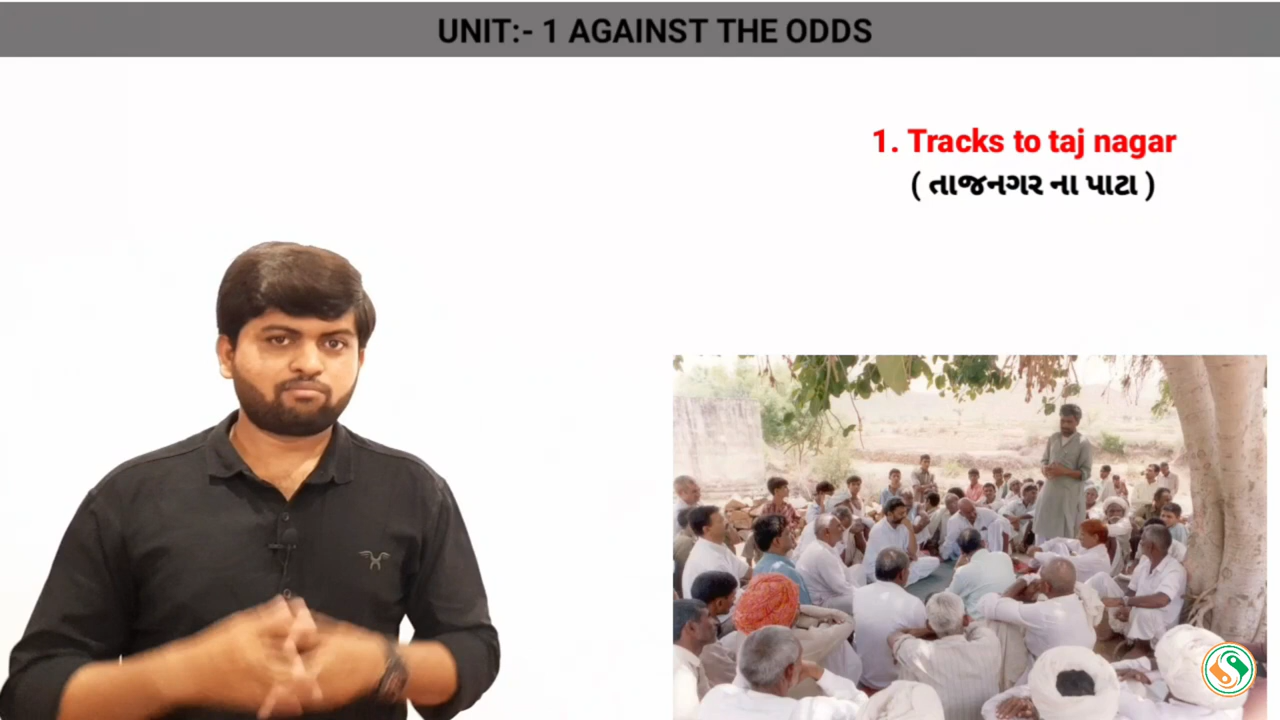 UNIT:- 1 AGAINST THE ODDS
1. Tracks to taj nagar
( તાજનગર ના પાટા )